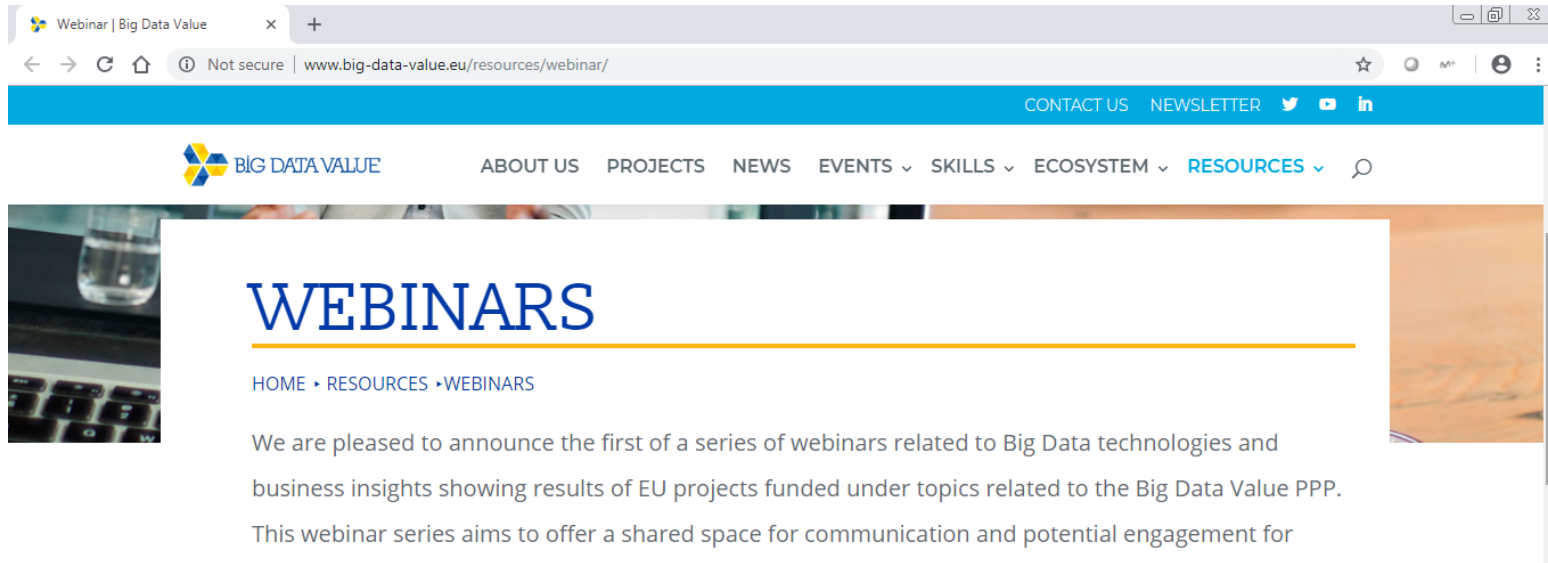 Webinar | Big Data Value
Not secure | www.big-data-value.eu/resources/webinar/
CONTACT US NEWSLETTER
BIG DATA VALUE ABOUT US PROJECTS NEWS EVENTS SKILLS ECOSYSTEM RESOURCES
WEBINARS
HOME ‣ RESOURCES ‣WEBINARS
We are pleased to announce the first of a series of webinars related to Big Data technologies and
business insights showing results of EU projects funded under topics related to the Big Data Value PPP.
This webinar series aims to offer a shared space for communication and potential engagement for